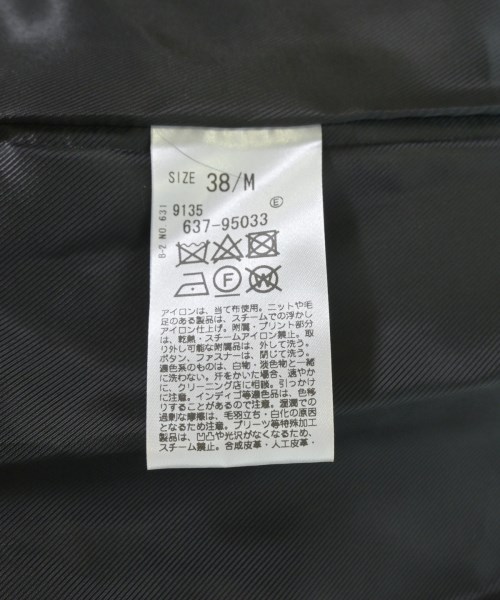 SIZE 38/M
B-2 NO.631
9135
Ⓔ
637-95033
F W
アイロンは、当て布使用。ニットや毛
足のある製品は、スチームでの浮かし
アイロン仕上げ。附属・プリント部分
は、乾熱・スチームアイロン禁止。取
り外し可能な附属品は、外して洗う。
ボタン、ファスナーは、閉じて洗う。
濃色系のものは、白物・淡色物と一緒
に洗わない。汗をかいた場合、速やか
に、クリーニング店に相談。引っかけ
に注意。インディゴ等濃色品は、色移
りすることがあるので注意。湿潤での
過剰な摩擦は、毛羽立ち・白化の原因
となるため注意。プリーツ等特殊加工
製品は、凹凸や光沢がなくなるため、
スチーム禁止。合成皮革・人工皮革・